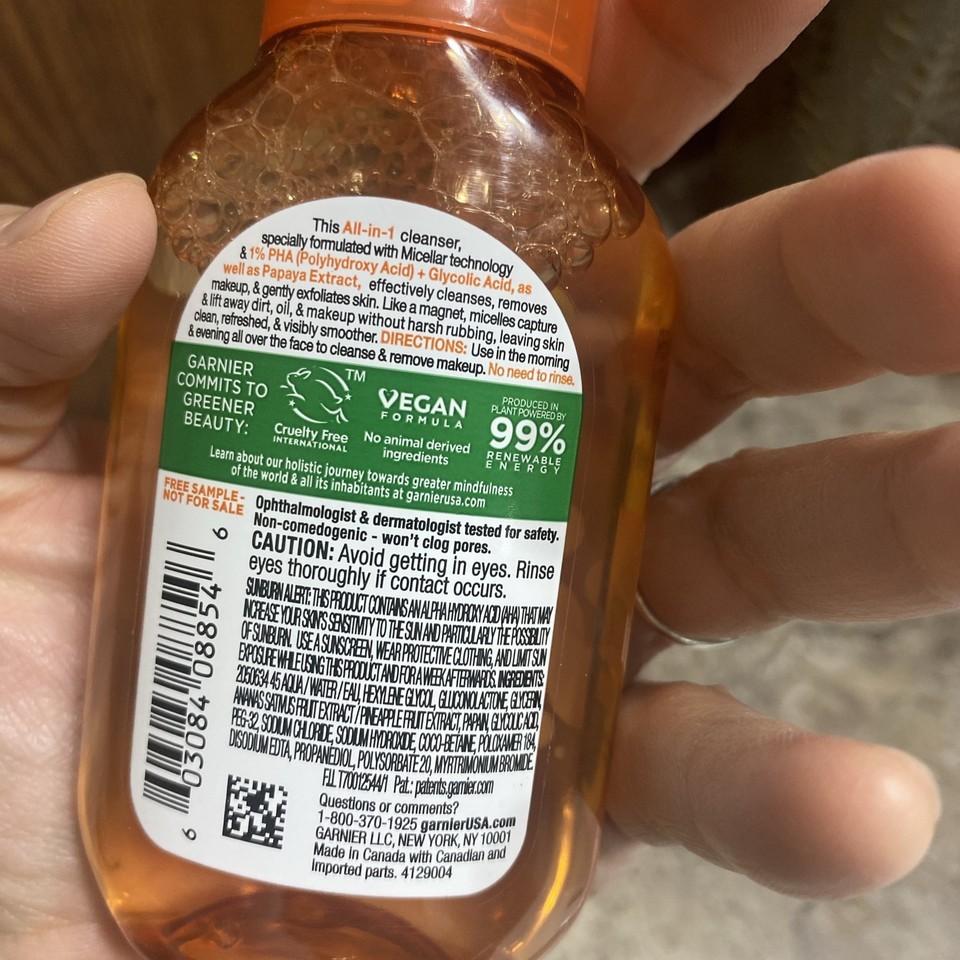 This All-in-1 cleanser,
specially formulated with Micellar technology
& 1% PHA (Polyhydroxy Acid) + Glycolic Acid, as
well as Papaya Extract, effectively cleanses, removes
makeup, & gently exfoliates skin. Like a magnet, micelles capture
& lift away dirt, oil, & makeup without harsh rubbing, leaving skin
clean, refreshed, & visibly smoother. DIRECTIONS: Use in the morning
& evening all over the face to cleanse & remove makeup. No need to rinse.
GARNIER
COMMITS TO
GREENER
BEAUTY:
TM
Cruelty Free
INTERNATIONAL
VEGAN
FORMULA
No animal derived
ingredients
PRODUCED IN
PLANT POWERED BY
99%
RENEWABLE
ENERGY
Learn about our holistic journey towards greater mindfulness
of the world & all its inhabitants at garnierusa.com
FREE SAMPLE -
NOT FOR SALE
Ophthalmologist & dermatologist tested for safety.
Non-comedogenic - won't clog pores.
CAUTION: Avoid getting in eyes. Rinse
eyes thoroughly if contact occurs.
SUNBURN ALERT: THIS PRODUCT CONTAINS AN ALPHA HYDROXY ACID (AHA) THAT MAY
INCREASE YOUR SKIN'S SENSITIVITY TO THE SUN AND PARTICULARLY THE POSSIBILITY
OF SUNBURN. USE A SUNSCREEN, WEAR PROTECTIVE CLOTHING, AND LIMIT SUN
EXPOSURE WHILE USING THIS PRODUCT AND FOR A WEEK AFTERWARDS. INGREDIENTS:
2050634 45 AQUA / WATER / EAU, HEXYLENE GLYCOL, GLUCONOLACTONE, GLYCERIN,
ANANAS SATIVUS FRUIT EXTRACT / PINEAPPLE FRUIT EXTRACT, PAPAIN, GLYCOLIC ACID,
PEG-32, SODIUM CHLORIDE, SODIUM HYDROXIDE, COCO-BETAINE, POLOXAMER 184,
DISODIUM EDTA, PROPANEDIOL, POLYSORBATE 20, MYRTRIMONIUM BROMIDE.
F.I.L. T70012544/1 Pat.: patents.garnier.com
Questions or comments?
1-800-370-1925 garnierUSA.com
GARNIER LLC, NEW YORK, NY 10001
Made in Canada with Canadian and
Imported parts. 4129004
6 03084 08854 6